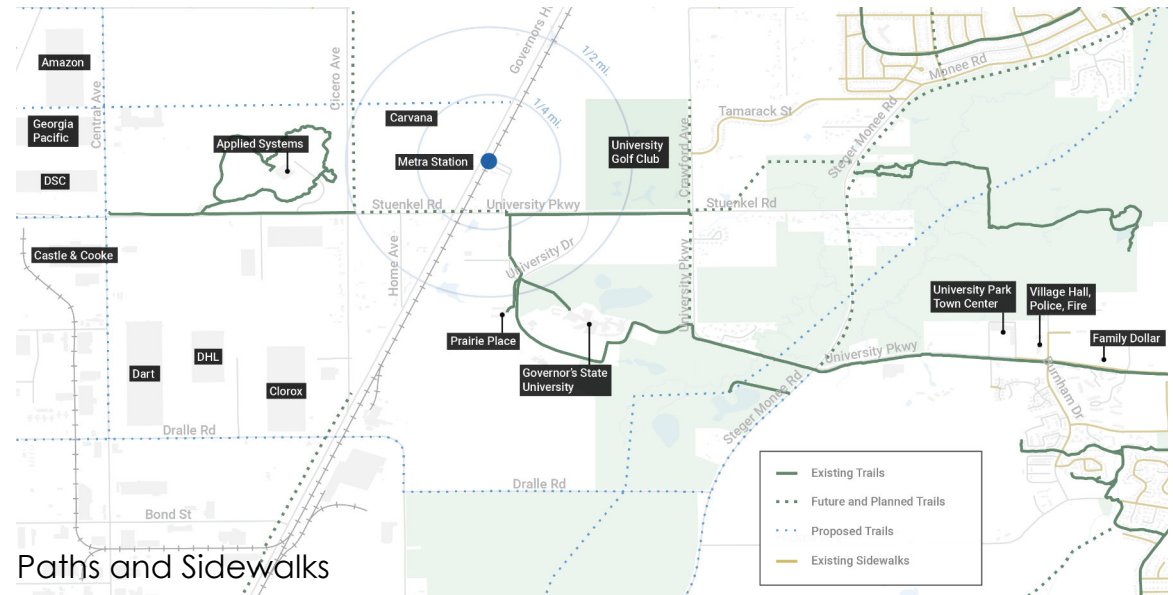 Amazon
Central Ave
Georgia
Pacific
DSC
Castle & Cooke
Applied Systems
Cicero Ave
Governors H
1/2 mi.
1/4 mi.
Carvana
Metra Station
University
Golf Club
Crawford Ave
Tamarack St
Monee Rd
Steger Monee Rd
Stuenkel Rd
University Pkwy
Stuenkel Rd
Home Ave
University Dr
University Pkwy
Prairie Place
Governor's State
University
University Park
Town Center
Village Hall,
Police, Fire
Family Dollar
University Pkwy
Burnham Dr
Steger Monee Rd
Dart
DHL
Clorox
Dralle Rd
Dralle Rd
Bond St
Existing Trails
Future and Planned Trails
Proposed Trails
Existing Sidewalks
Paths and Sidewalks